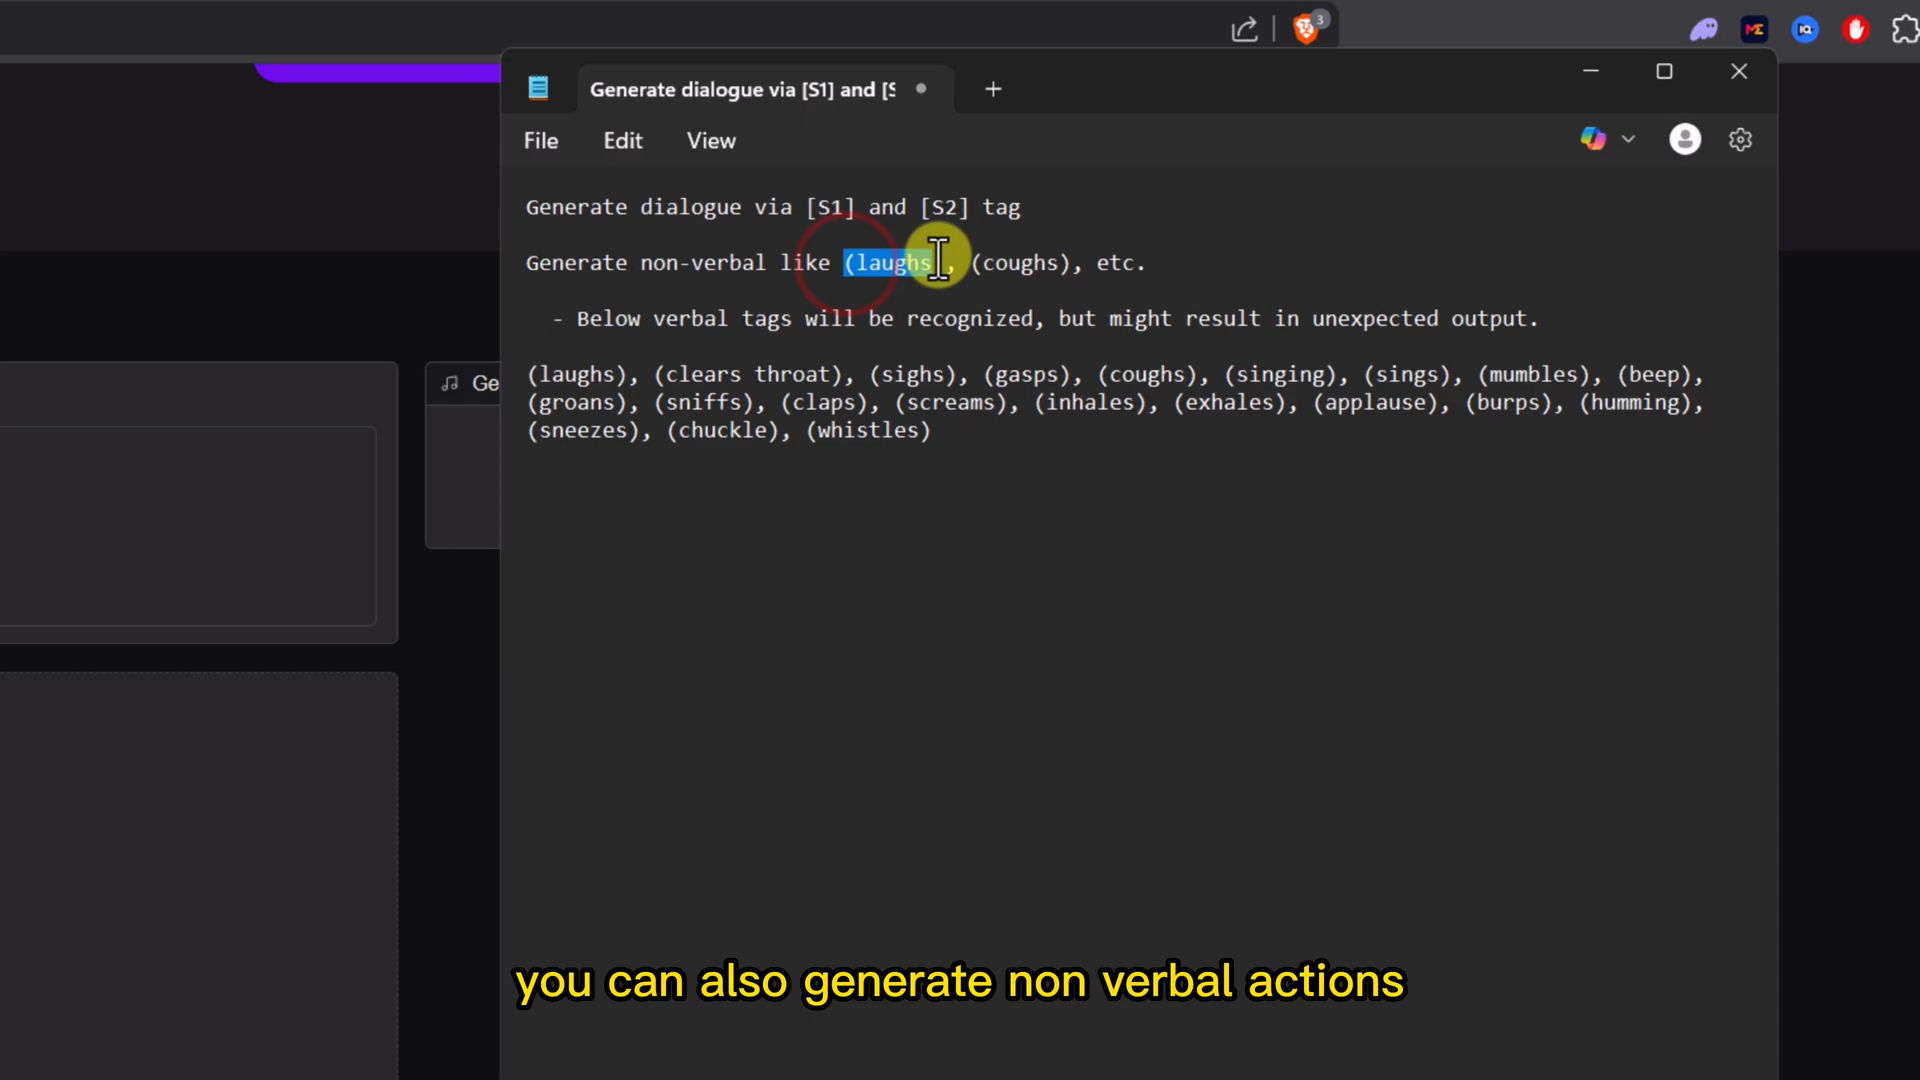 3
Generate dialogue via [S1] and [S
File Edit View
Generate dialogue via [S1] and [S2] tag
Generate non-verbal like (laughs), (coughs), etc.
- Below verbal tags will be recognized, but might result in unexpected output.
Ge
(laughs), (clears throat), (sighs), (gasps), (coughs), (singing), (sings), (mumbles), (beep),
(groans), (sniffs), (claps), (screams), (inhales), (exhales), (applause), (burps), (humming),
(sneezes), (chuckle), (whistles)
you can also generate non verbal actions